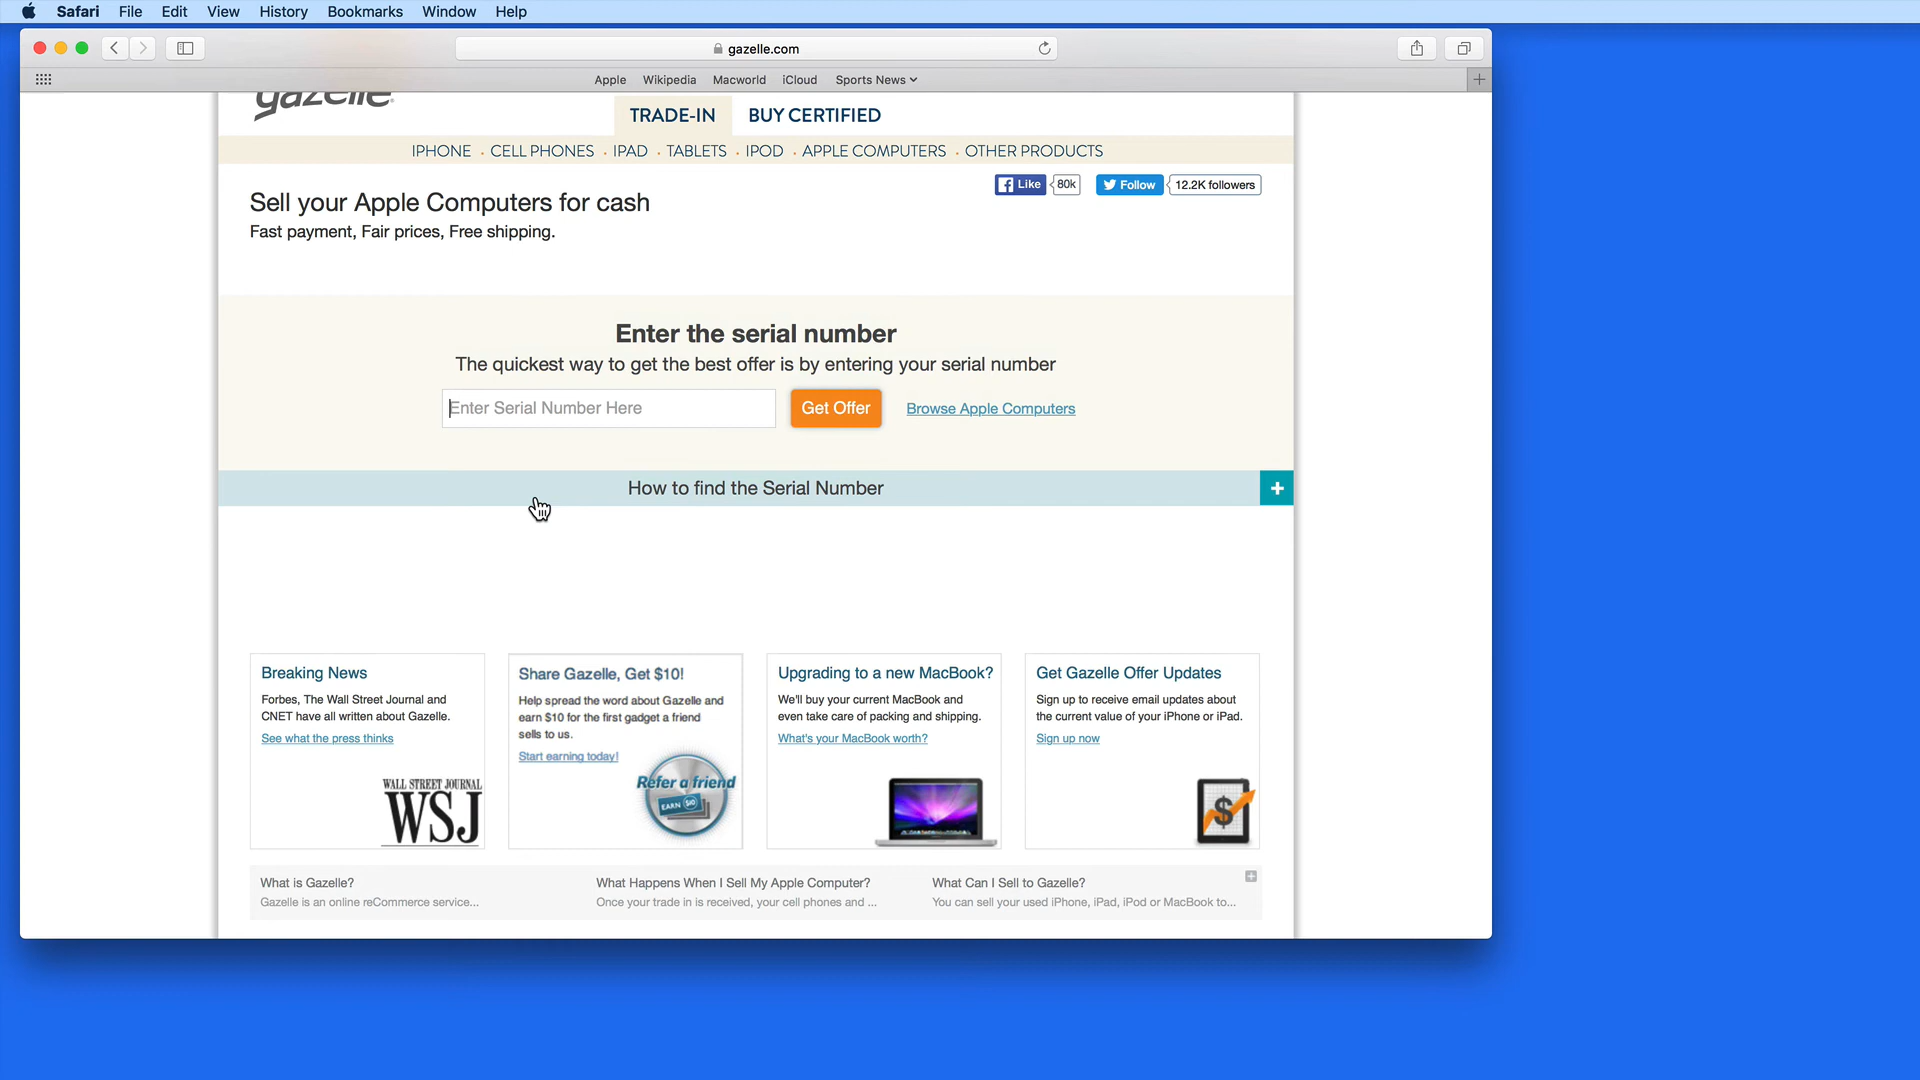 Safari File Edit View History Bookmarks Window Help
gazelle.com
Apple Wikipedia Macworld iCloud Sports News
gazelle
TRADE-IN BUY CERTIFIED
IPHONE · CELL PHONES · IPAD · TABLETS · IPOD · APPLE COMPUTERS · OTHER PRODUCTS
Like 80k Follow 12.2K followers
Sell your Apple Computers for cash
Fast payment, Fair prices, Free shipping.
Enter the serial number
The quickest way to get the best offer is by entering your serial number
Enter Serial Number Here Get Offer Browse Apple Computers
How to find the Serial Number +
Breaking News
Forbes, The Wall Street Journal and
CNET have all written about Gazelle.
See what the press thinks
WALL STREET JOURNAL
WSJ
Share Gazelle, Get $10!
Help spread the word about Gazelle and
earn $10 for the first gadget a friend
sells to us.
Start earning today!
Refer a friend
EARN $10
Upgrading to a new MacBook?
We'll buy your current MacBook and
even take care of packing and shipping.
What's your MacBook worth?
Get Gazelle Offer Updates
Sign up to receive email updates about
the current value of your iPhone or iPad.
Sign up now
$
What is Gazelle?
Gazelle is an online reCommerce service...
What Happens When I Sell My Apple Computer?
Once your trade in is received, your cell phones and ...
What Can I Sell to Gazelle?
You can sell your used iPhone, iPad, iPod or MacBook to...